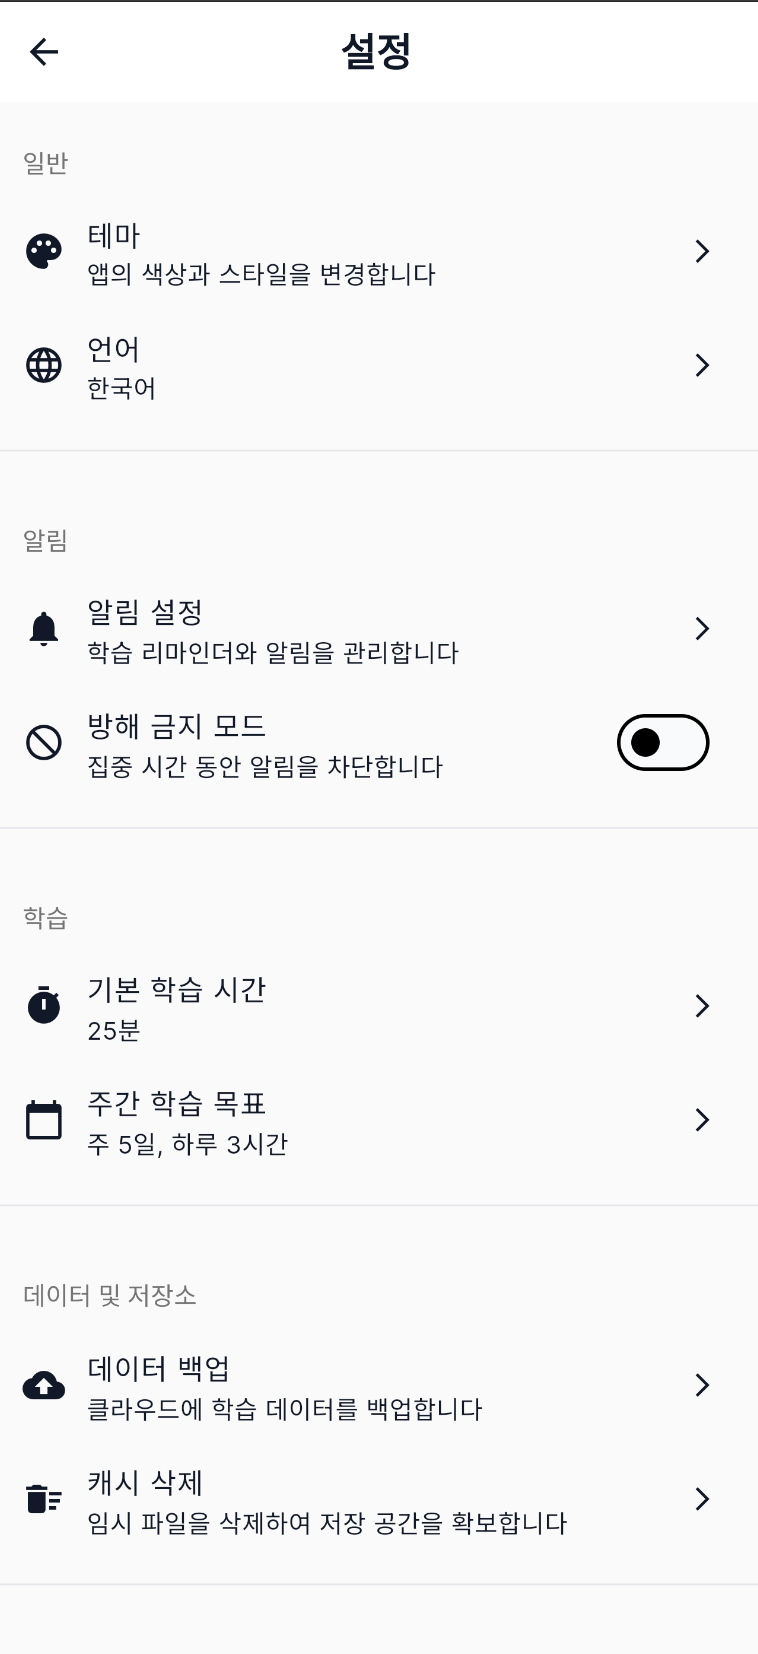 설정
일반
테마
앱의 색상과 스타일을 변경합니다
언어
한국어
알림
알림 설정
학습 리마인더와 알림을 관리합니다
방해 금지 모드
집중 시간 동안 알림을 차단합니다
학습
기본 학습 시간
25분
주간 학습 목표
주 5일, 하루 3시간
데이터 및 저장소
데이터 백업
클라우드에 학습 데이터를 백업합니다
캐시 삭제
임시 파일을 삭제하여 저장 공간을 확보합니다